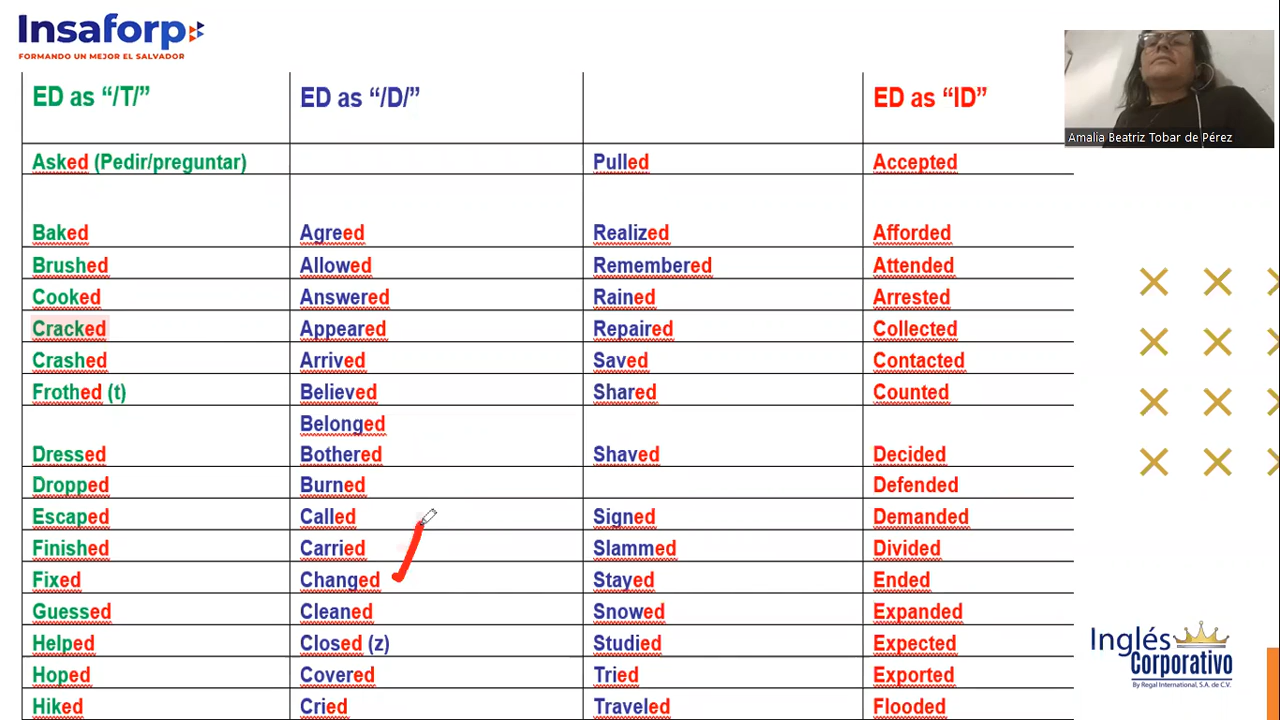 Insaforp
FORMANDO UN MEJOR EL SALVADOR
Amalia Beatriz Tobar de Pérez
ED as “/T/” ED as “/D/” ED as “ID”
Asked (Pedir/preguntar) Pulled Accepted
Baked Agreed Realized Afforded
Brushed Allowed Remembered Attended
Cooked Answered Rained Arrested
Cracked Appeared Repaired Collected
Crashed Arrived Saved Contacted
Frothed (t) Believed Shared Counted
Belonged
Dressed Bothered Shaved Decided
Dropped Burned Defended
Escaped Called Signed Demanded
Finished Carried Slammed Divided
Fixed Changed Stayed Ended
Guessed Cleaned Snowed Expanded
Helped Closed (z) Studied Expected
Hoped Covered Tried Exported
Hiked Cried Traveled Flooded
Inglés
Corporativo
By Regal International, S.A. de C.V.